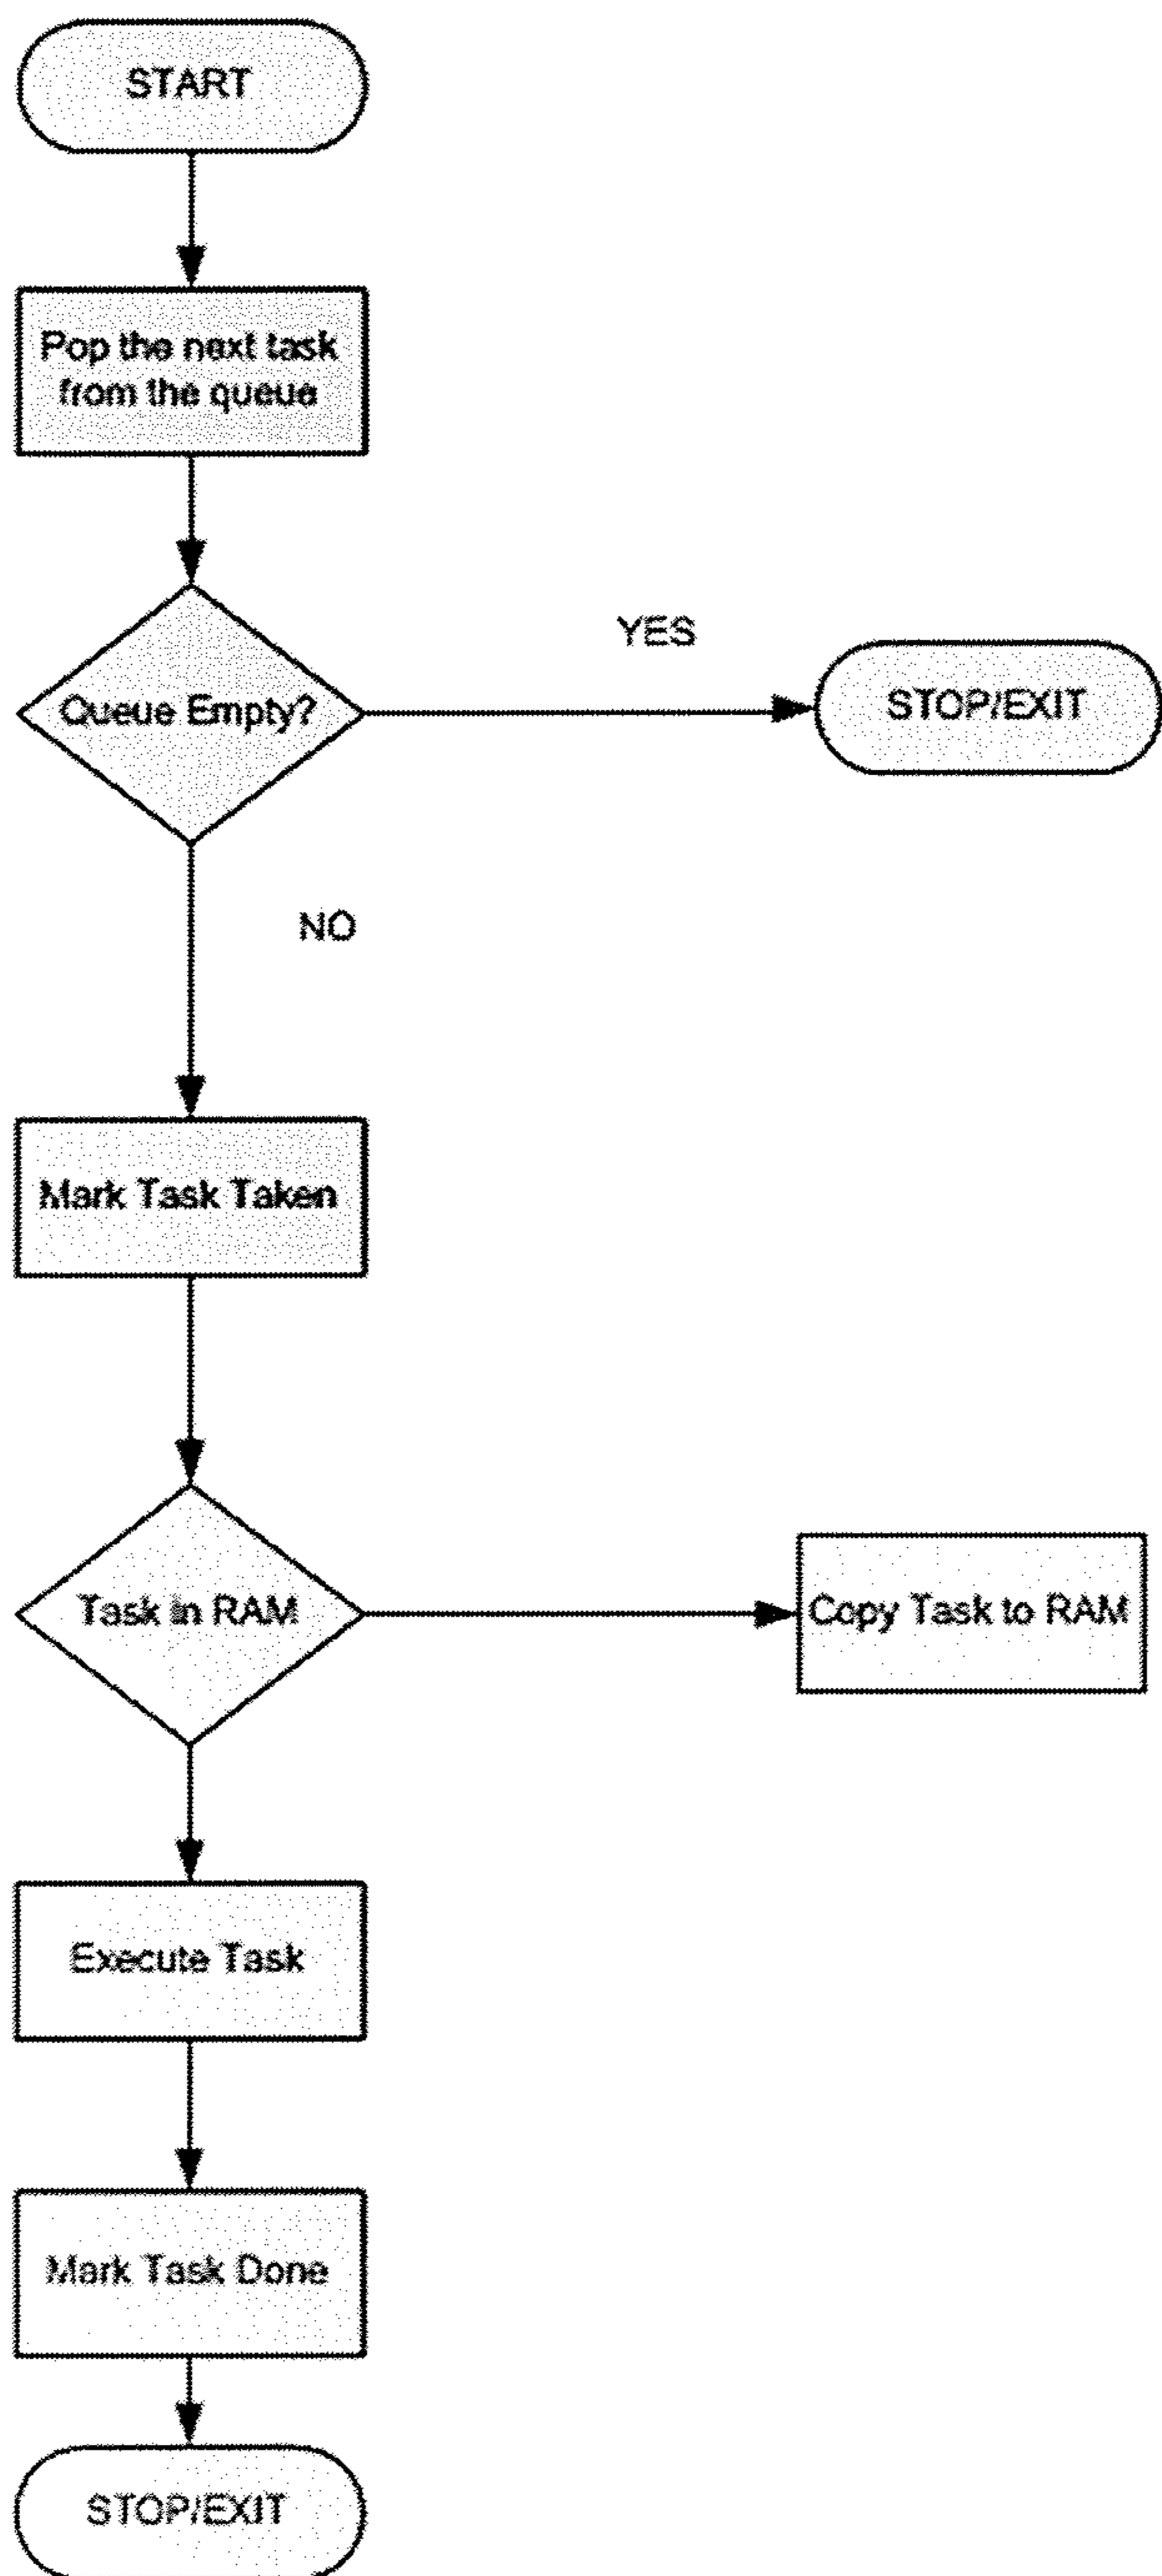 START
Pop the next task
from the queue
Queue Empty?
YES
STOP/EXIT
NO
Mark Task Taken
Task in RAM
Copy Task to RAM
Execute Task
Mark Task Done
STOP/EXIT